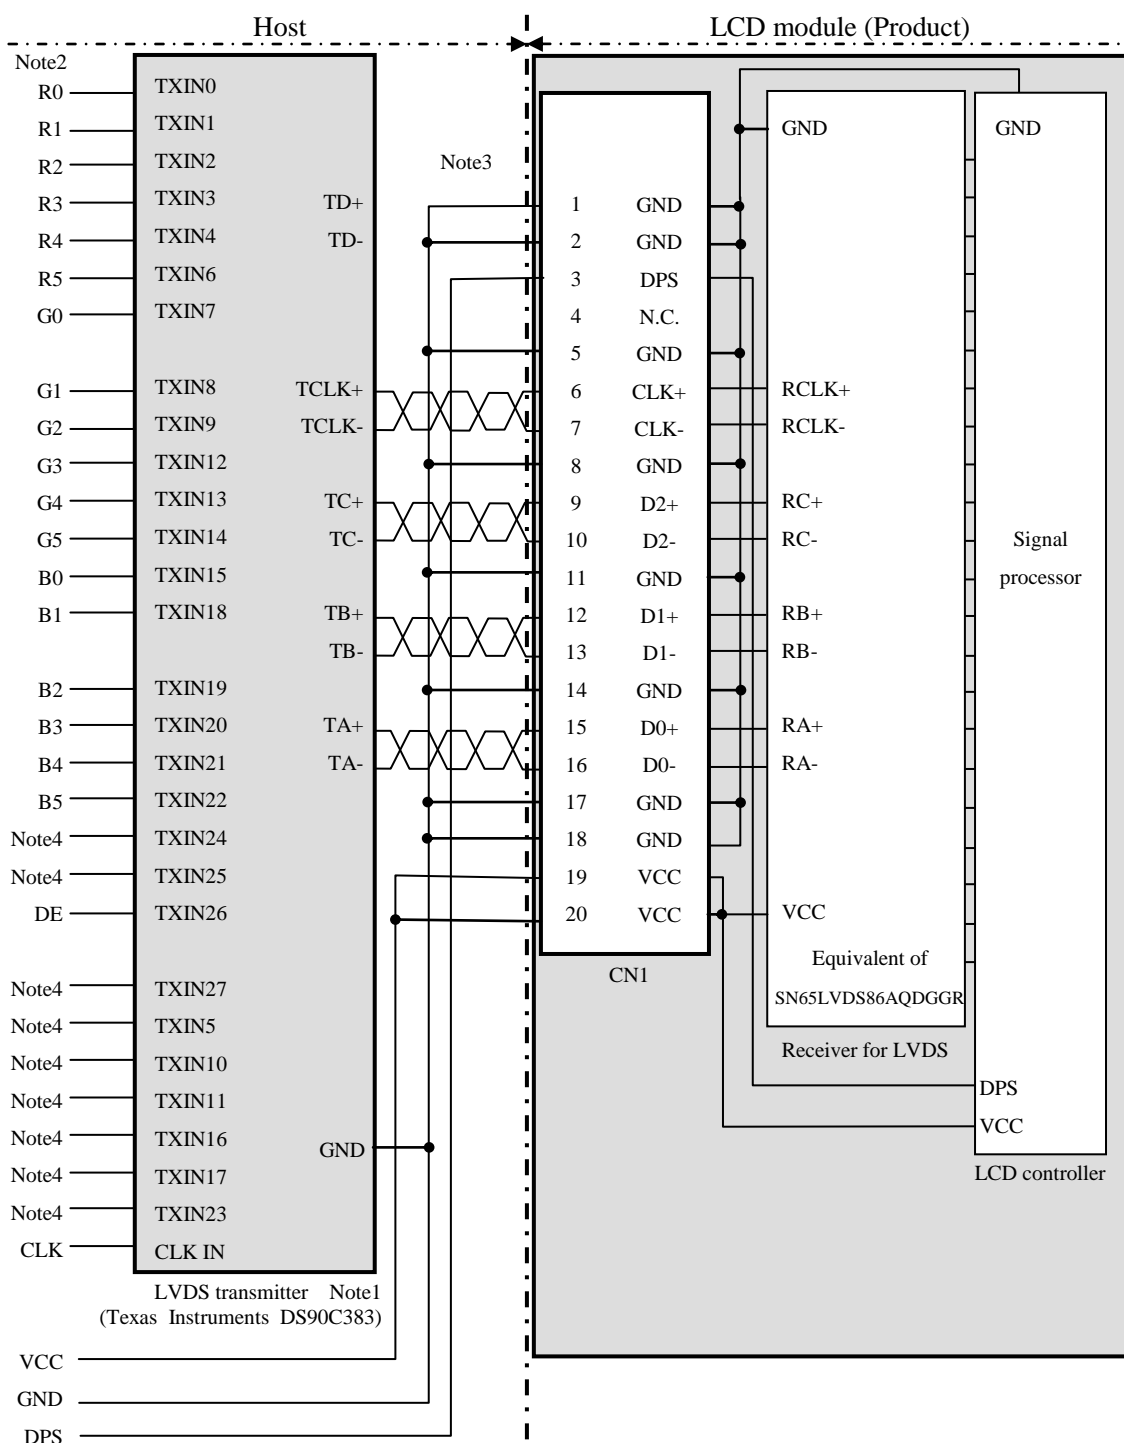 Host
LCD module (Product)
Note2
R0 TXIN0
R1 TXIN1
R2 TXIN2
R3 TXIN3
R4 TXIN4
R5 TXIN6
G0 TXIN7
G1 TXIN8
G2 TXIN9
G3 TXIN12
G4 TXIN13
G5 TXIN14
B0 TXIN15
B1 TXIN18
B2 TXIN19
B3 TXIN20
B4 TXIN21
B5 TXIN22
Note4 TXIN24
Note4 TXIN25
DE TXIN26
Note4 TXIN27
Note4 TXIN5
Note4 TXIN10
Note4 TXIN11
Note4 TXIN16
Note4 TXIN17
Note4 TXIN23
CLK CLK IN
TD+
TD-
TCLK+
TCLK-
TC+
TC-
TB+
TB-
TA+
TA-
GND
LVDS transmitter Note1
(Texas Instruments DS90C383)
VCC
GND
DPS
Note3
1 GND
2 GND
3 DPS
4 N.C.
5 GND
6 CLK+
7 CLK-
8 GND
9 D2+
10 D2-
11 GND
12 D1+
13 D1-
14 GND
15 D0+
16 D0-
17 GND
18 GND
19 VCC
20 VCC
CN1
GND
RCLK+
RCLK-
RC+
RC-
RB+
RB-
RA+
RA-
VCC
Equivalent of
SN65LVDS86AQDGGR
Receiver for LVDS
GND
Signal
processor
DPS
VCC
LCD controller